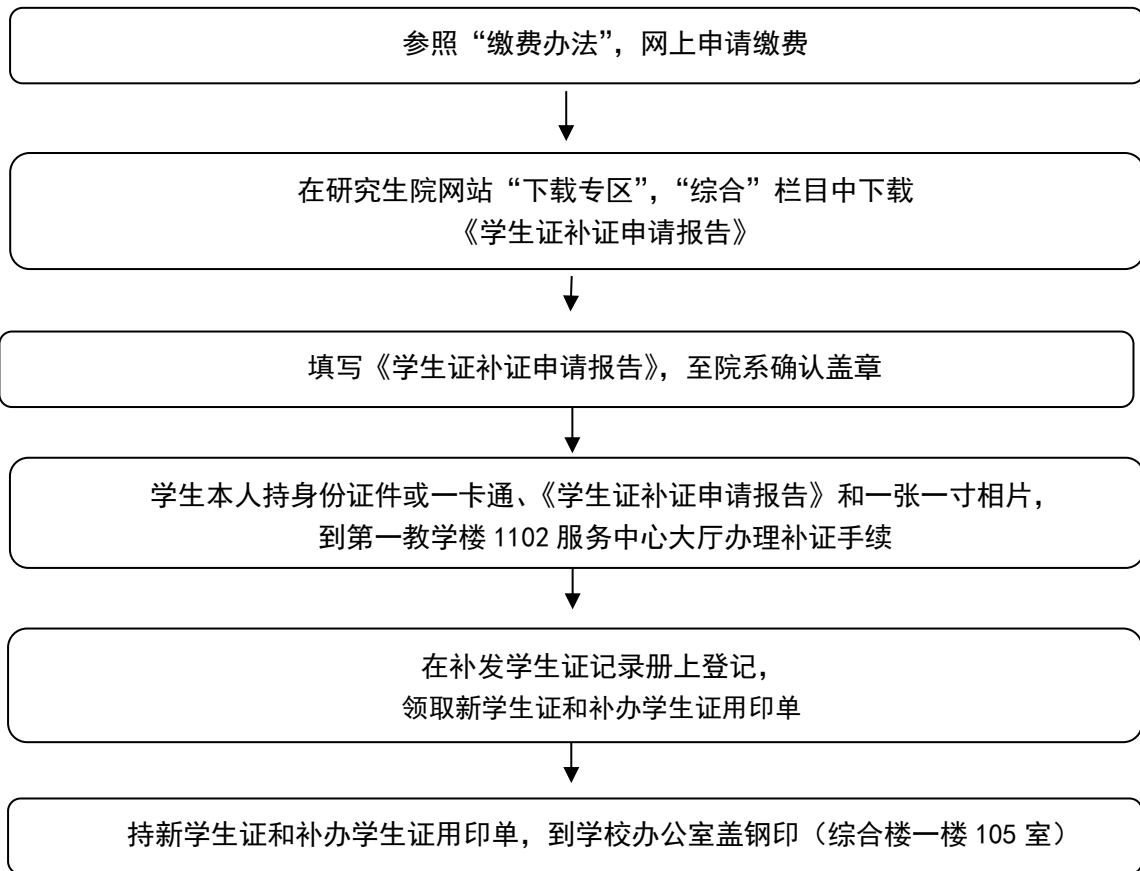 参照“缴费办法”，网上申请缴费
在研究生院网站“下载专区”，“综合”栏目中下载
《学生证补证申请报告》
填写《学生证补证申请报告》，至院系确认盖章
学生本人持身份证件或一卡通、《学生证补证申请报告》和一张一寸相片，
到第一教学楼 1102 服务中心大厅办理补证手续
在补发学生证记录册上登记，
领取新学生证和补办学生证用印单
持新学生证和补办学生证用印单，到学校办公室盖钢印（综合楼一楼 105 室）